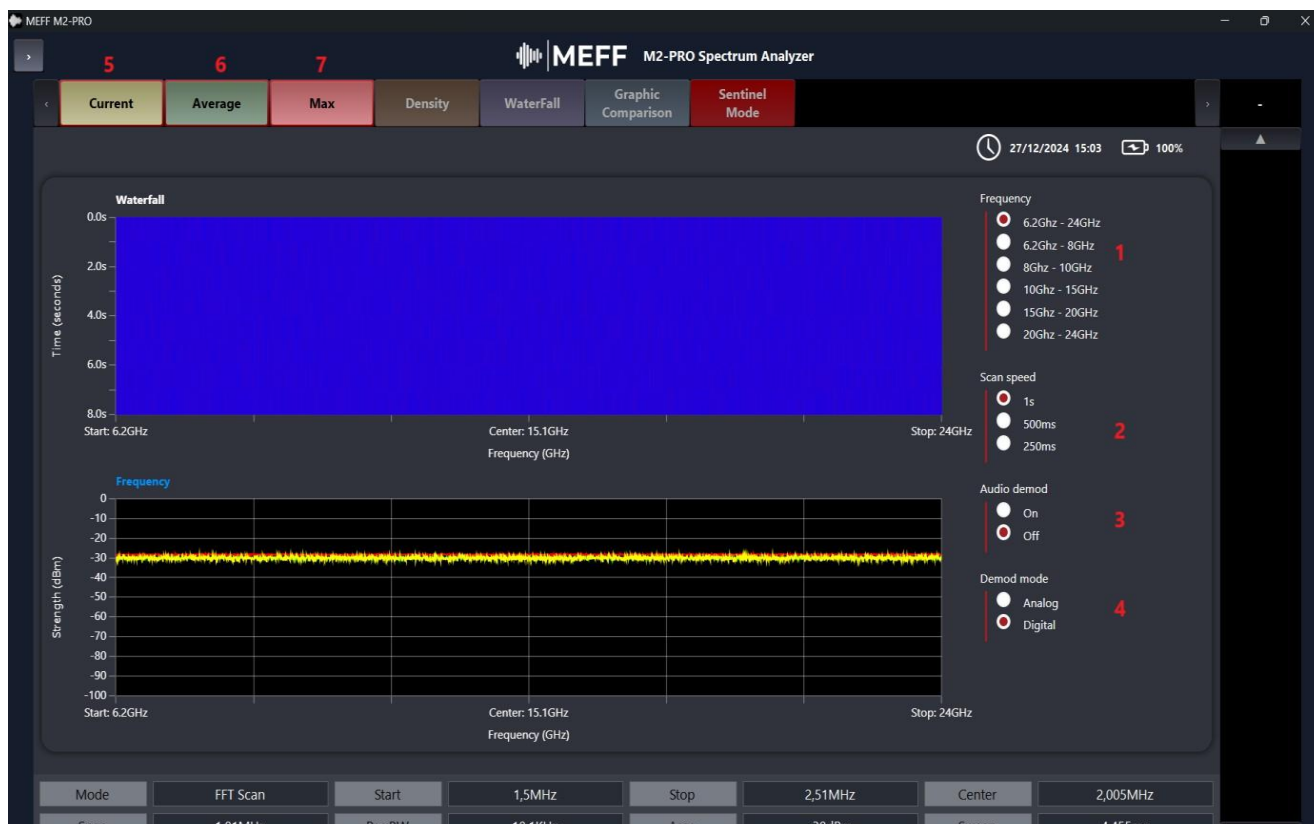 MEFF M2-PRO
MEFF M2-PRO Spectrum Analyzer
5 6 7
Current Average Max Density WaterFall Graphic Comparison Sentinel Mode -
27/12/2024 15:03 100%
Waterfall
0.0s
2.0s
4.0s
6.0s
8.0s
Time (seconds)
Start: 6.2GHz Center: 15.1GHz Stop: 24GHz
Frequency (GHz)
Frequency
0
-10
-20
-30
-40
-50
-60
-70
-80
-90
-100
Strength (dBm)
Start: 6.2GHz Center: 15.1GHz Stop: 24GHz
Frequency (GHz)
Frequency
6.2Ghz - 24GHz
6.2Ghz - 8GHz
8Ghz - 10GHz
10Ghz - 15GHz
15Ghz - 20GHz
20Ghz - 24GHz
1
Scan speed
1s
500ms
250ms
2
Audio demod
On
Off
3
Demod mode
Analog
Digital
4
Mode FFT Scan Start 1,5MHz Stop 2,51MHz Center 2,005MHz